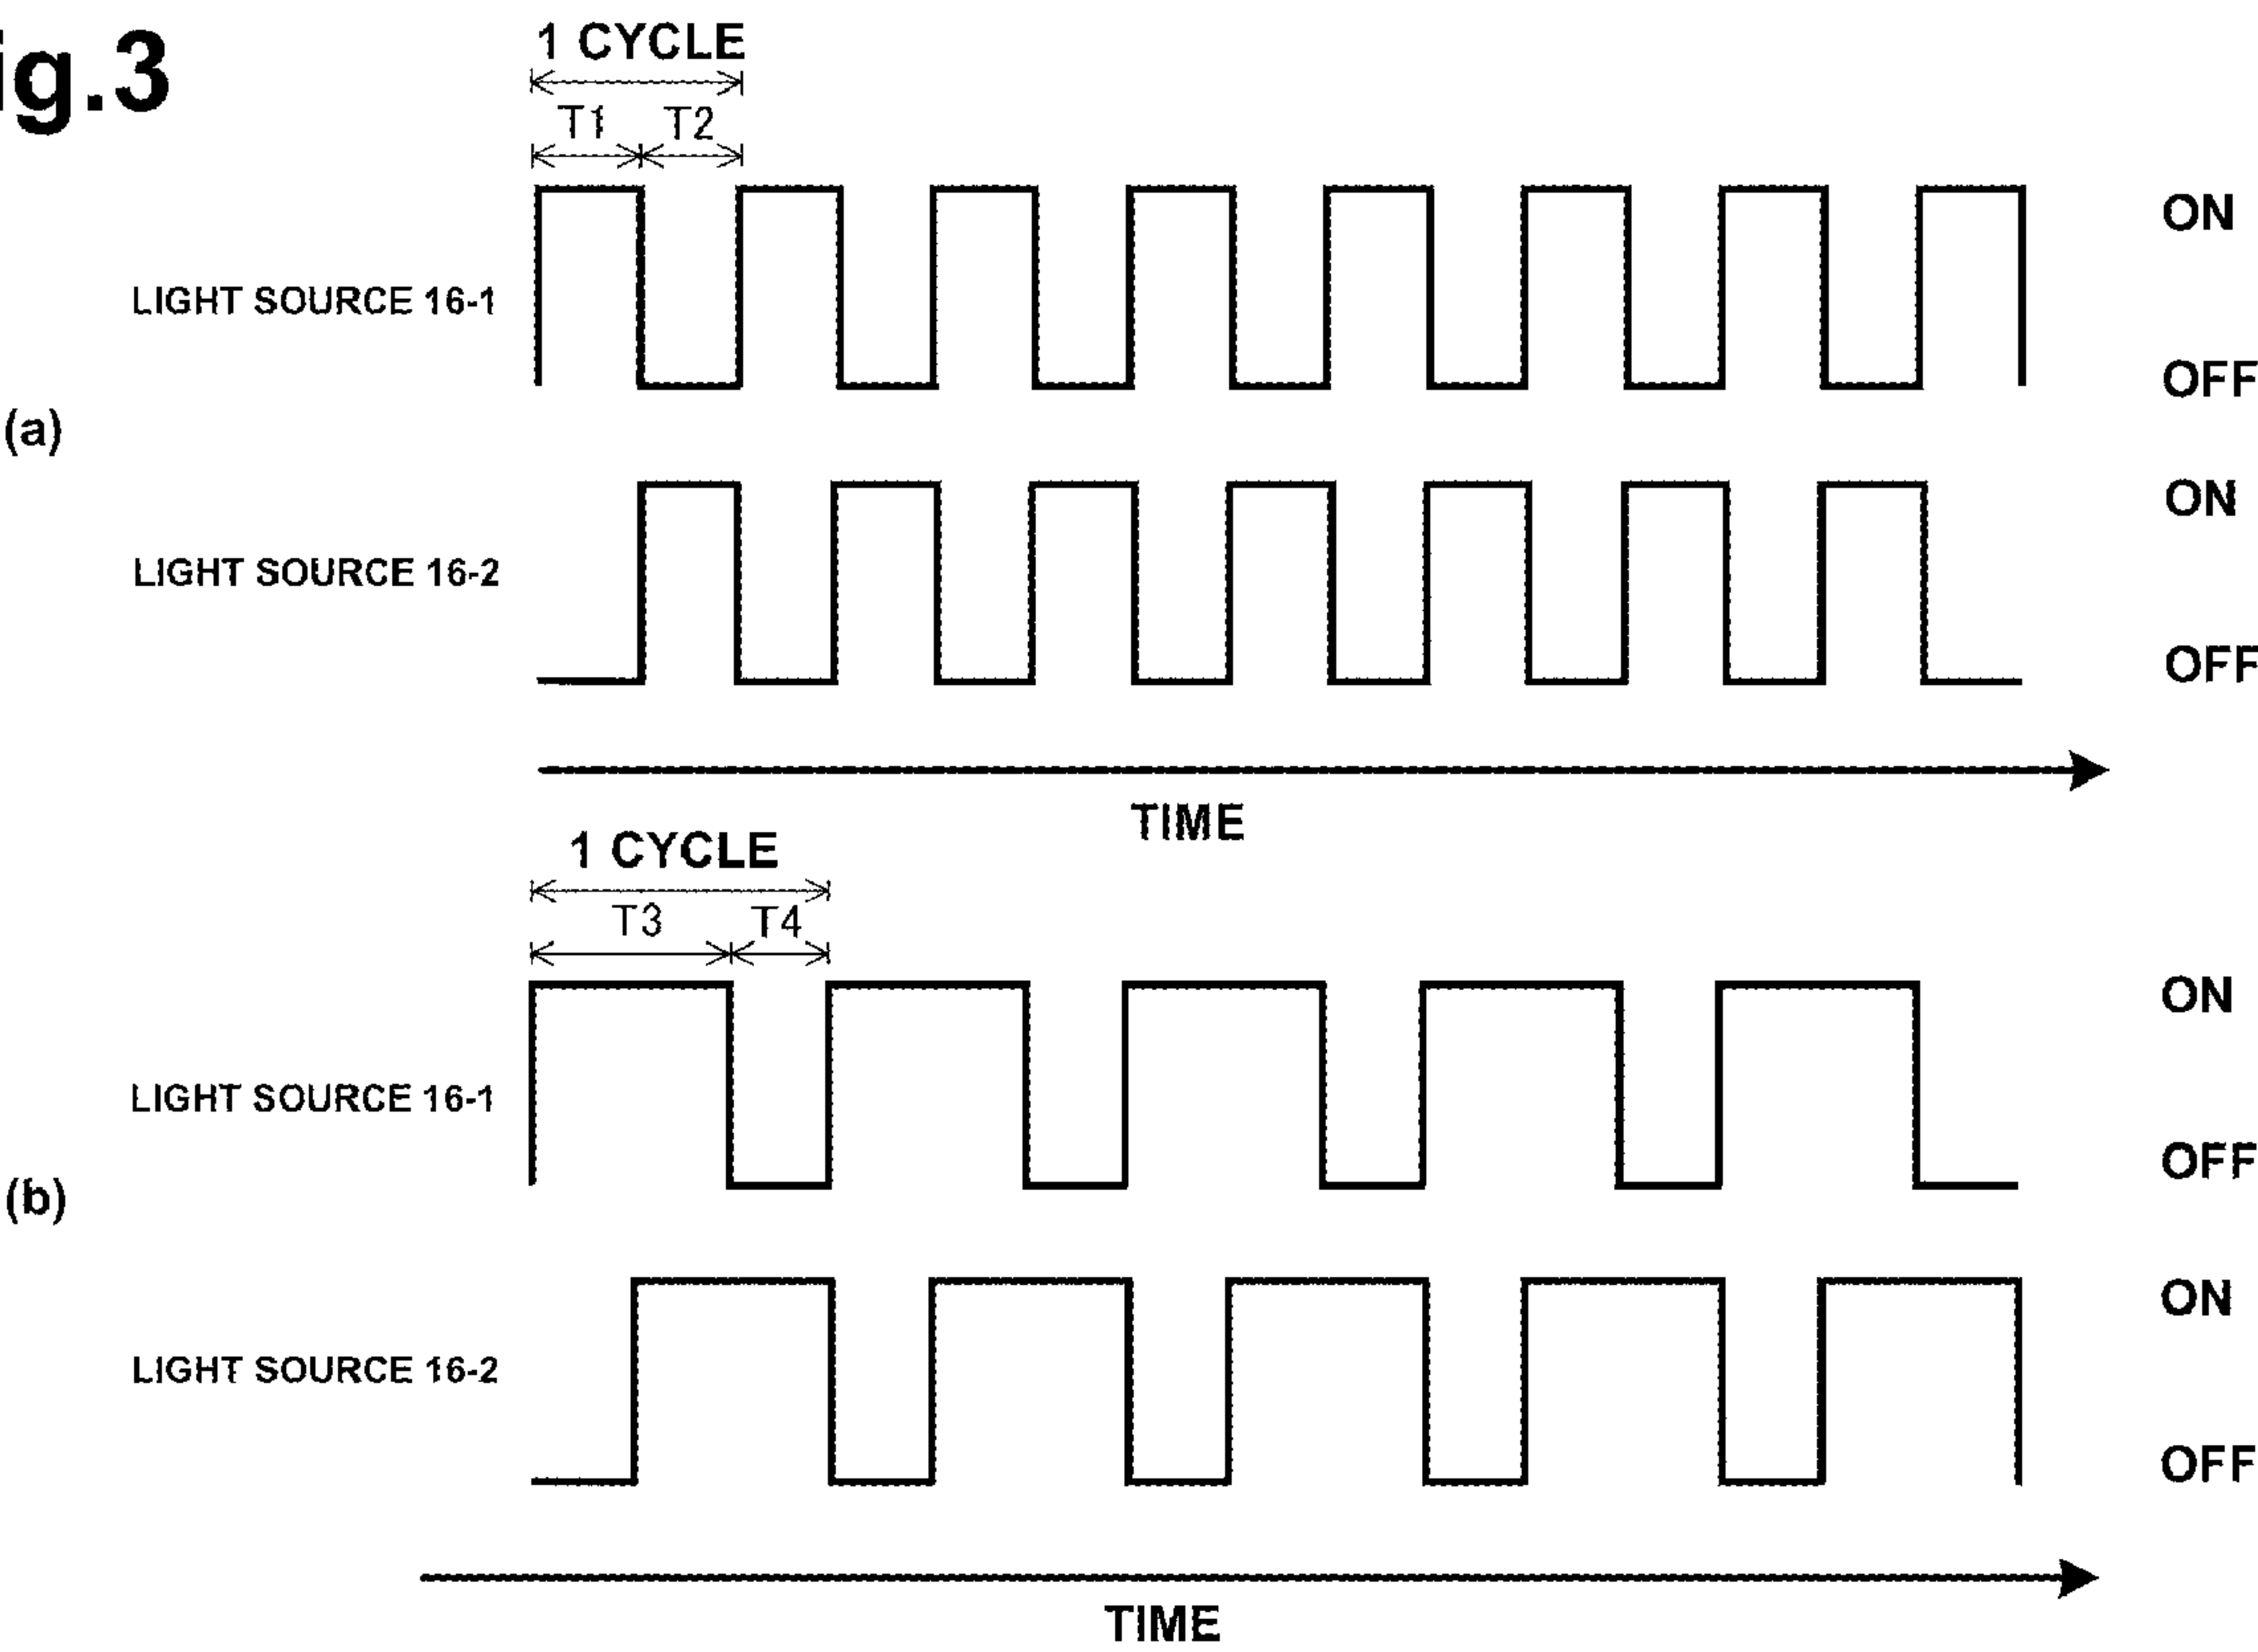 ig.3
1 CYCLE
T1 T2
ON
LIGHT SOURCE 16-1
OFF
(a)
ON
LIGHT SOURCE 16-2
OFF
TIME
1 CYCLE
T3 T4
ON
LIGHT SOURCE 16-1
OFF
(b)
ON
LIGHT SOURCE 16-2
OFF
TIME